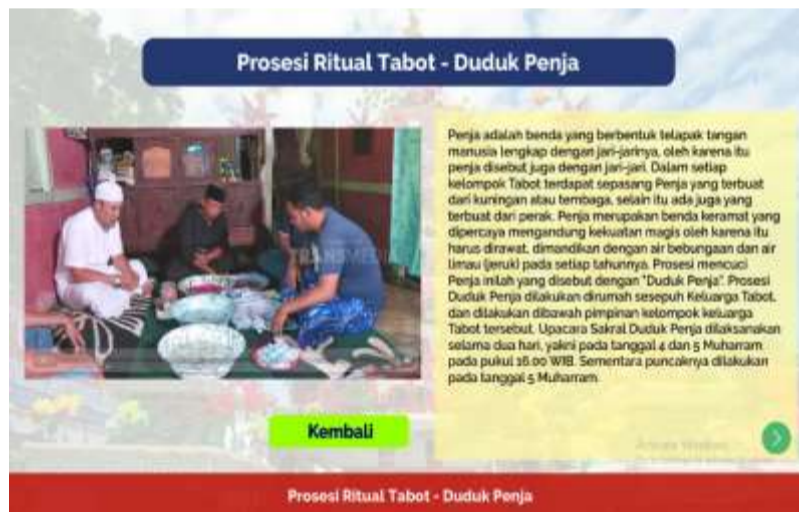 Prosesi Ritual Tabot - Duduk Penja
Penja adalah benda yang berbentuk telapak tangan
manusia lengkap dengan jari-jarinya, oleh karena itu
penja disebut juga dengan jari-jari. Dalam setiap
kelompok Tabot terdapat sepasang Penja yang terbuat
dari kuningan atau tembaga, selain itu ada juga yang
terbuat dari perak. Penja merupakan benda keramat yang
dipercaya mengandung kekuatan magis oleh karena itu
harus dirawat, dimandikan dengan air bebungaan dan air
limau (jeruk) pada setiap tahunnya. Prosesi mencuci
Penja inilah yang disebut dengan "Duduk Penja". Prosesi
Duduk Penja dilakukan dirumah sesepuh Keluarga Tabot,
dan dilakukan dibawah pimpinan kelompok keluarga
Tabot tersebut. Upacara Sakral Duduk Penja dilaksanakan
selama dua hari, yakni pada tanggal 4 dan 5 Muharram
pada pukul 16.00 WIB. Sementara puncaknya dilakukan
pada tanggal 5 Muharram.
TRANSMEDIA
Kembali
Activate Windows
Prosesi Ritual Tabot - Duduk Penja